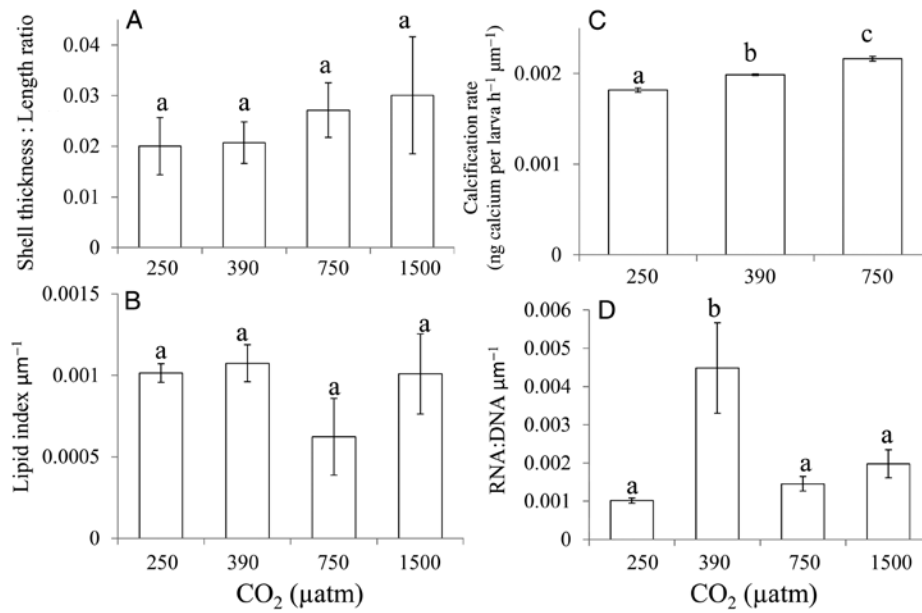 A
Shell thickness : Length ratio
0.04
0.03
0.02
0.01
0
a
a
a
a
250
390
750
1500
C
Calcification rate
(ng calcium per larva h⁻¹ µm⁻¹)
0.002
0.001
0
a
b
c
250
390
750
B
Lipid index µm⁻¹
0.0015
0.001
0.0005
0
a
a
a
a
250
390
750
1500
CO₂ (µatm)
D
RNA:DNA µm⁻¹
0.006
0.005
0.004
0.003
0.002
0.001
0
a
b
a
a
250
390
750
1500
CO₂ (µatm)